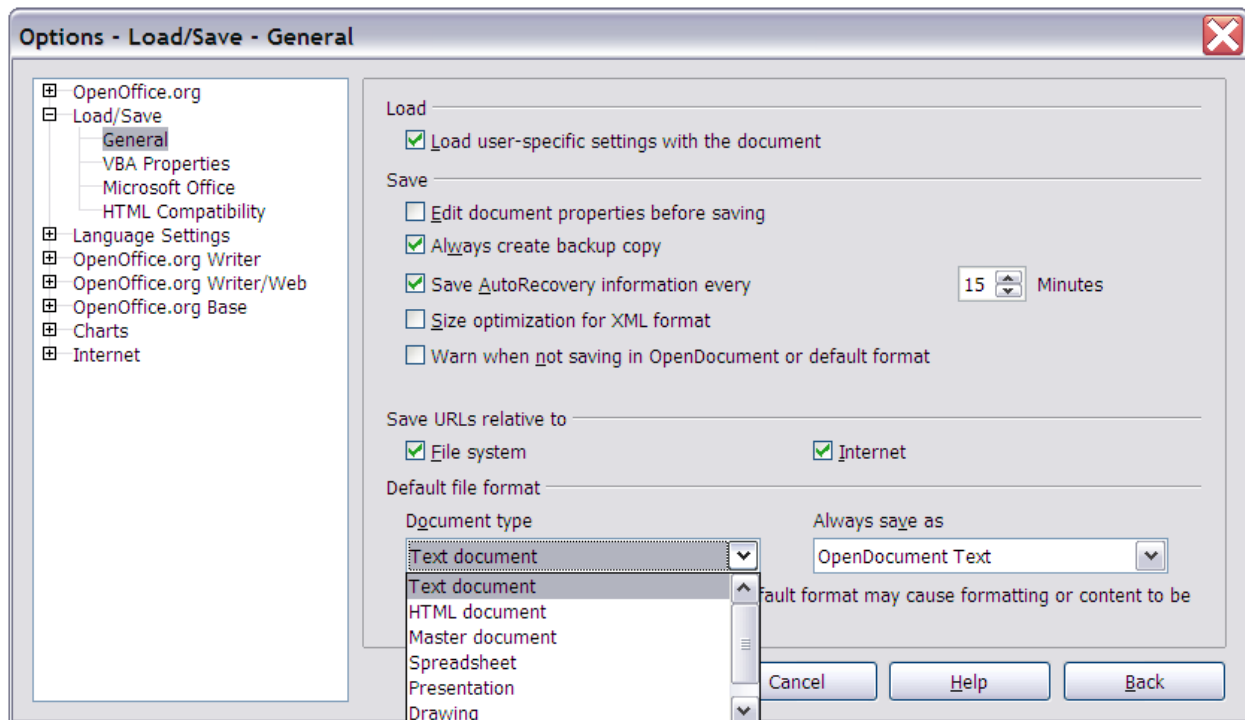 Options - Load/Save - General
OpenOffice.org
Load/Save
General
VBA Properties
Microsoft Office
HTML Compatibility
Language Settings
OpenOffice.org Writer
OpenOffice.org Writer/Web
OpenOffice.org Base
Charts
Internet
Load
Load user-specific settings with the document
Save
Edit document properties before saving
Always create backup copy
Save AutoRecovery information every 15 Minutes
Size optimization for XML format
Warn when not saving in OpenDocument or default format
Save URLs relative to
File system Internet
Default file format
Document type Always save as
Text document OpenDocument Text
Text document
fault format may cause formatting or content to be
HTML document
Master document
Spreadsheet
Presentation
Drawing
Cancel Help Back